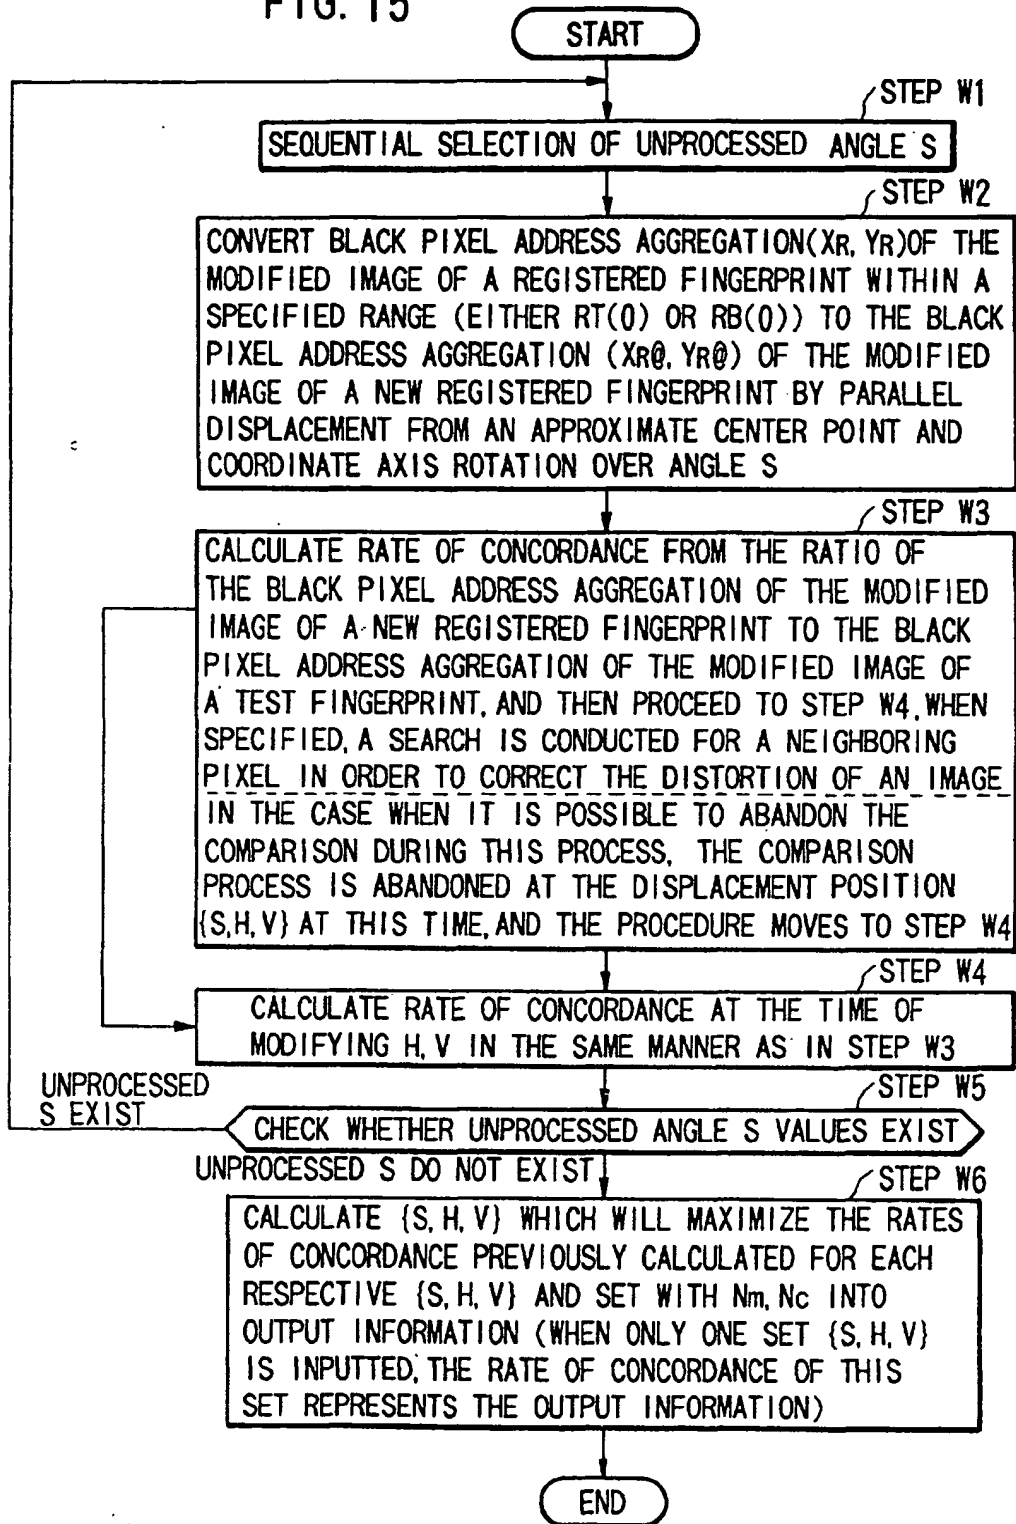 FIG. 15
START
STEP W1
SEQUENTIAL SELECTION OF UNPROCESSED ANGLE S
STEP W2
CONVERT BLACK PIXEL ADDRESS AGGREGATION(XR, YR)OF THE
MODIFIED IMAGE OF A REGISTERED FINGERPRINT WITHIN A
SPECIFIED RANGE (EITHER RT(0) OR RB(0)) TO THE BLACK
PIXEL ADDRESS AGGREGATION (XR@, YR@) OF THE MODIFIED
IMAGE OF A NEW REGISTERED FINGERPRINT BY PARALLEL
DISPLACEMENT FROM AN APPROXIMATE CENTER POINT AND
COORDINATE AXIS ROTATION OVER ANGLE S
STEP W3
CALCULATE RATE OF CONCORDANCE FROM THE RATIO OF
THE BLACK PIXEL ADDRESS AGGREGATION OF THE MODIFIED
IMAGE OF A NEW REGISTERED FINGERPRINT TO THE BLACK
PIXEL ADDRESS AGGREGATION OF THE MODIFIED IMAGE OF
A TEST FINGERPRINT, AND THEN PROCEED TO STEP W4, WHEN
SPECIFIED, A SEARCH IS CONDUCTED FOR A NEIGHBORING
PIXEL IN ORDER TO CORRECT THE DISTORTION OF AN IMAGE
IN THE CASE WHEN IT IS POSSIBLE TO ABANDON THE
COMPARISON DURING THIS PROCESS, THE COMPARISON
PROCESS IS ABANDONED AT THE DISPLACEMENT POSITION
{S,H,V} AT THIS TIME, AND THE PROCEDURE MOVES TO STEP W4
STEP W4
CALCULATE RATE OF CONCORDANCE AT THE TIME OF
MODIFYING H, V IN THE SAME MANNER AS IN STEP W3
UNPROCESSED
S EXIST
STEP W5
CHECK WHETHER UNPROCESSED ANGLE S VALUES EXIST
UNPROCESSED S DO NOT EXIST
STEP W6
CALCULATE {S, H, V} WHICH WILL MAXIMIZE THE RATES
OF CONCORDANCE PREVIOUSLY CALCULATED FOR EACH
RESPECTIVE {S, H, V} AND SET WITH Nm, Nc INTO
OUTPUT INFORMATION (WHEN ONLY ONE SET {S, H, V}
IS INPUTTED, THE RATE OF CONCORDANCE OF THIS
SET REPRESENTS THE OUTPUT INFORMATION)
END